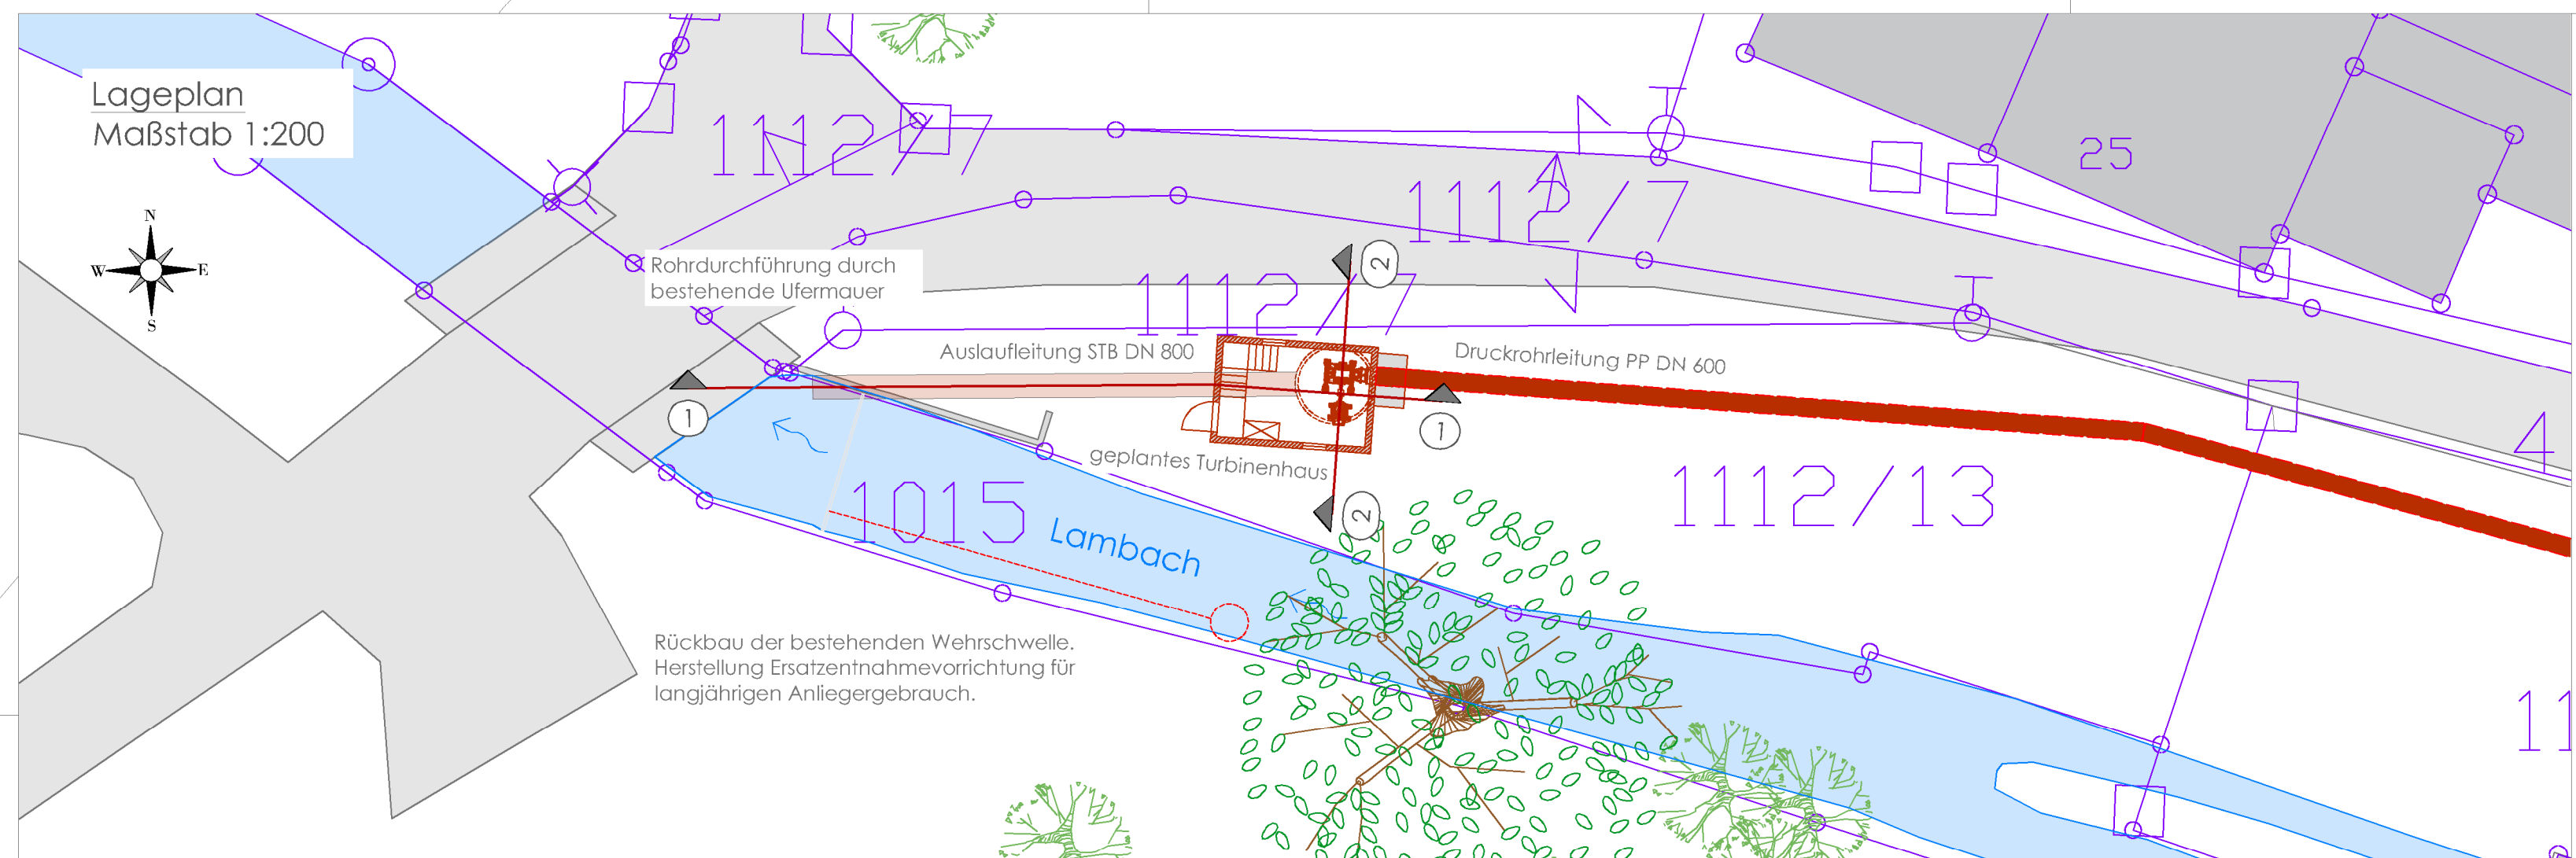 Lageplan
Maßstab 1:200
N
W E
S
1112/7
1112/7
1112/7
25
Rohrdurchführung durch
bestehende Ufermauer
2
Auslaufleitung STB DN 800
Druckrohrleitung PP DN 600
1
1
4
geplantes Turbinenhaus
2
1112/13
1015
Lambach
Rückbau der bestehenden Wehrschwelle.
Herstellung Ersatzentnahmevorrichtung für
langjährigen Anliegergebrauch.
11